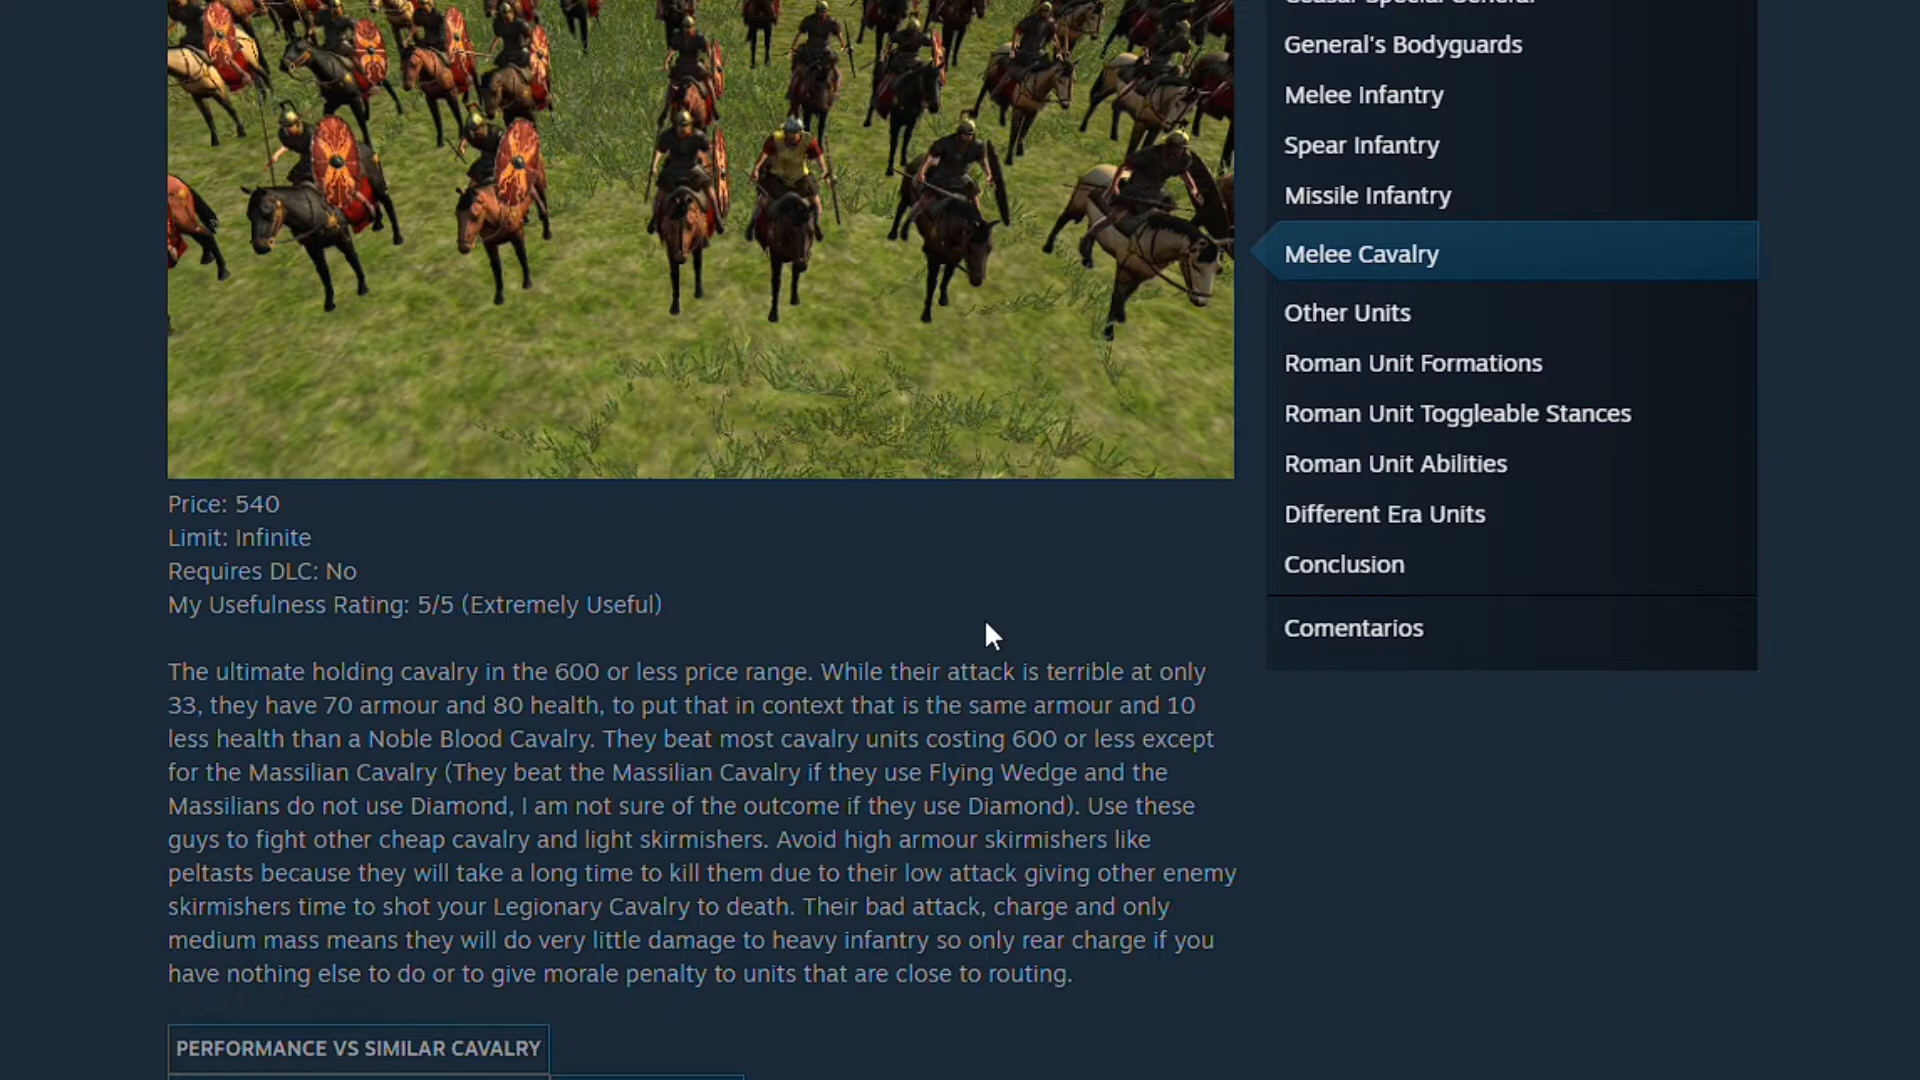 General's Bodyguards
Melee Infantry
Spear Infantry
Missile Infantry
Melee Cavalry
Other Units
Roman Unit Formations
Roman Unit Toggleable Stances
Roman Unit Abilities
Different Era Units
Conclusion
Comentarios
Price: 540
Limit: Infinite
Requires DLC: No
My Usefulness Rating: 5/5 (Extremely Useful)
The ultimate holding cavalry in the 600 or less price range. While their attack is terrible at only
33, they have 70 armour and 80 health, to put that in context that is the same armour and 10
less health than a Noble Blood Cavalry. They beat most cavalry units costing 600 or less except
for the Massilian Cavalry (They beat the Massilian Cavalry if they use Flying Wedge and the
Massilians do not use Diamond, I am not sure of the outcome if they use Diamond). Use these
guys to fight other cheap cavalry and light skirmishers. Avoid high armour skirmishers like
peltasts because they will take a long time to kill them due to their low attack giving other enemy
skirmishers time to shot your Legionary Cavalry to death. Their bad attack, charge and only
medium mass means they will do very little damage to heavy infantry so only rear charge if you
have nothing else to do or to give morale penalty to units that are close to routing.
PERFORMANCE VS SIMILAR CAVALRY